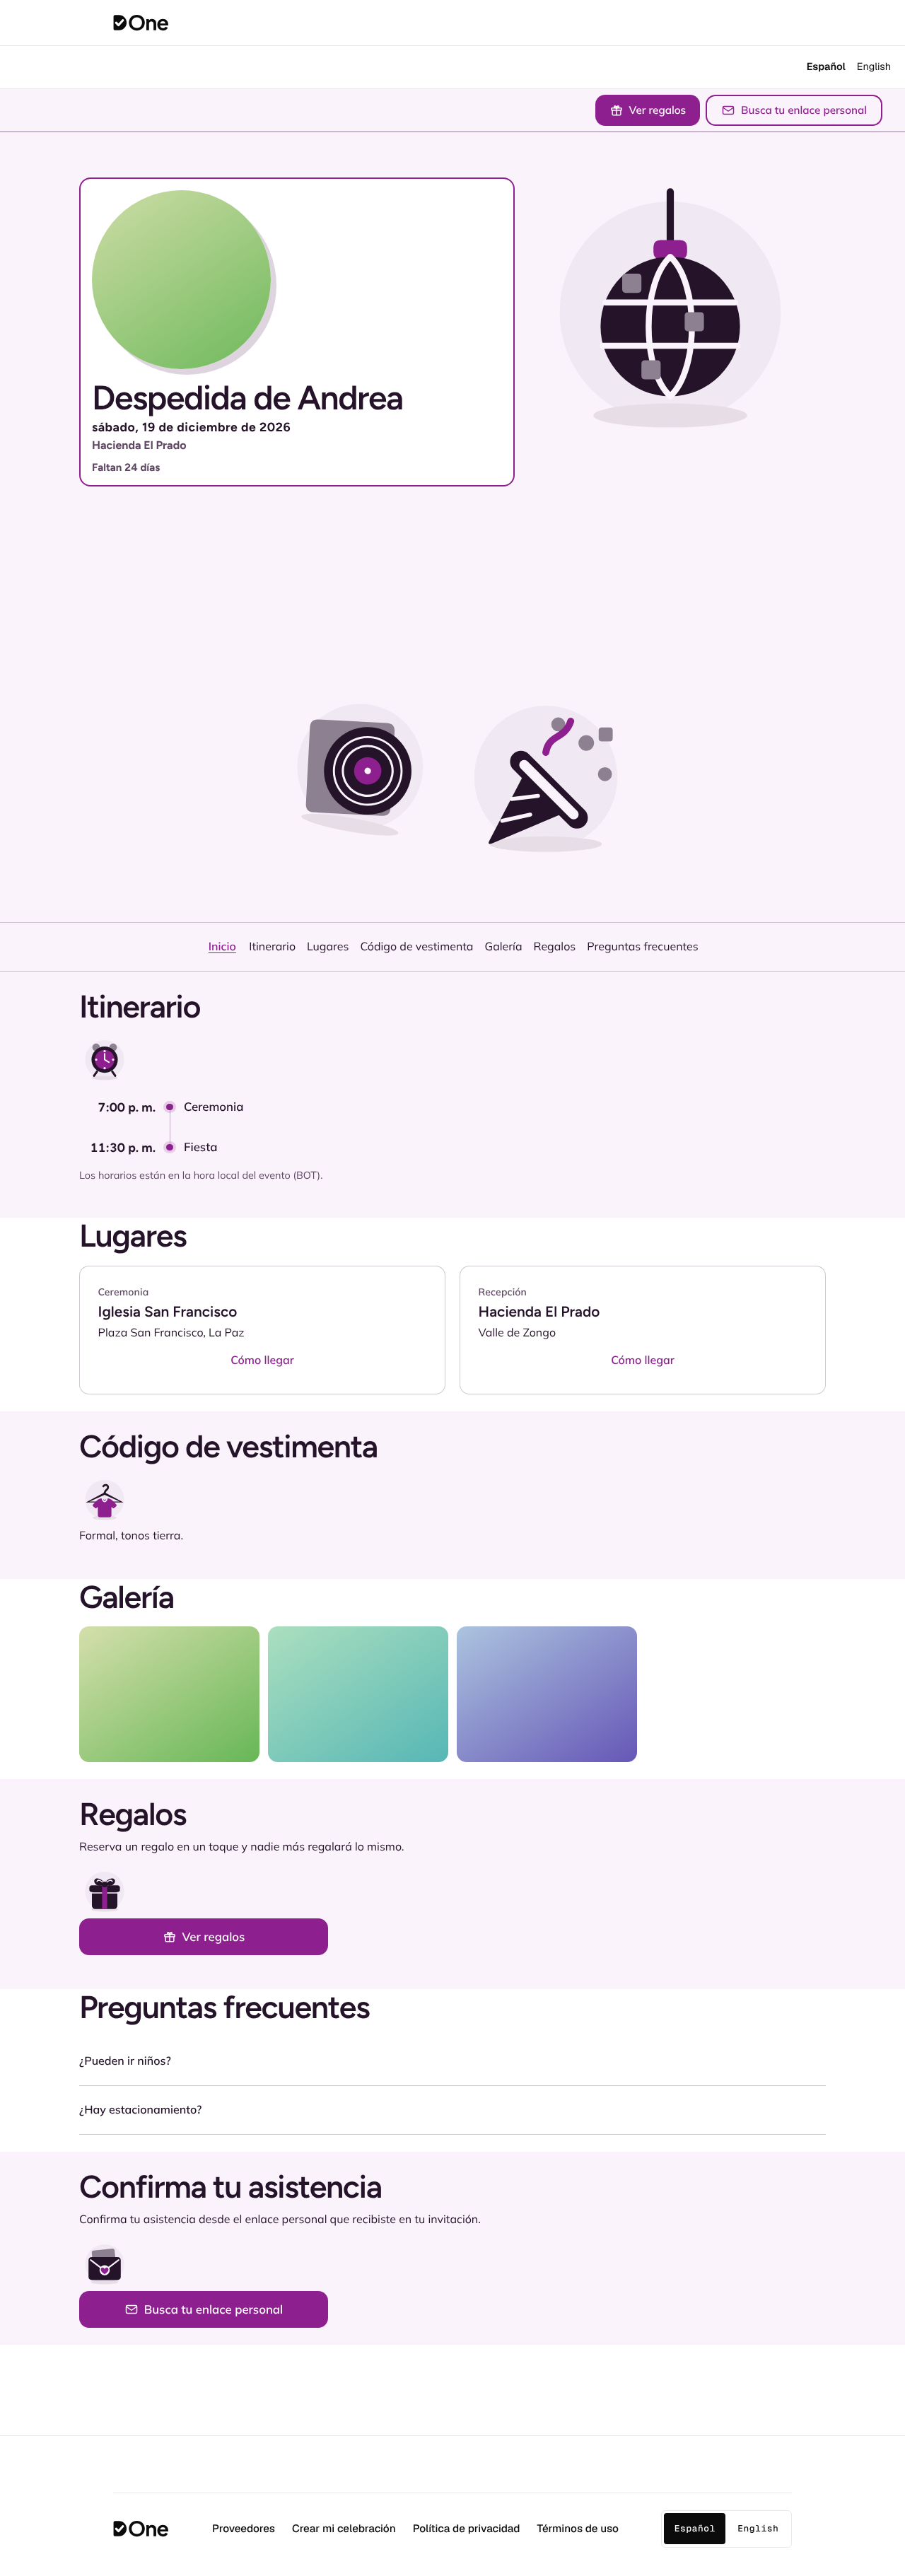 DOne
Español English
Ver regalos Busca tu enlace personal
Despedida de Andrea
sábado, 19 de diciembre de 2026
Hacienda El Prado
Faltan 24 días
Inicio Itinerario Lugares Código de vestimenta Galería Regalos Preguntas frecuentes
Itinerario
7:00 p. m. Ceremonia
11:30 p. m. Fiesta
Los horarios están en la hora local del evento (BOT).
Lugares
Ceremonia
Iglesia San Francisco
Plaza San Francisco, La Paz
Cómo llegar
Recepción
Hacienda El Prado
Valle de Zongo
Cómo llegar
Código de vestimenta
Formal, tonos tierra.
Galería
Regalos
Reserva un regalo en un toque y nadie más regalará lo mismo.
Ver regalos
Preguntas frecuentes
¿Pueden ir niños?
¿Hay estacionamiento?
Confirma tu asistencia
Confirma tu asistencia desde el enlace personal que recibiste en tu invitación.
Busca tu enlace personal
DOne Proveedores Crear mi celebración Política de privacidad Términos de uso Español English